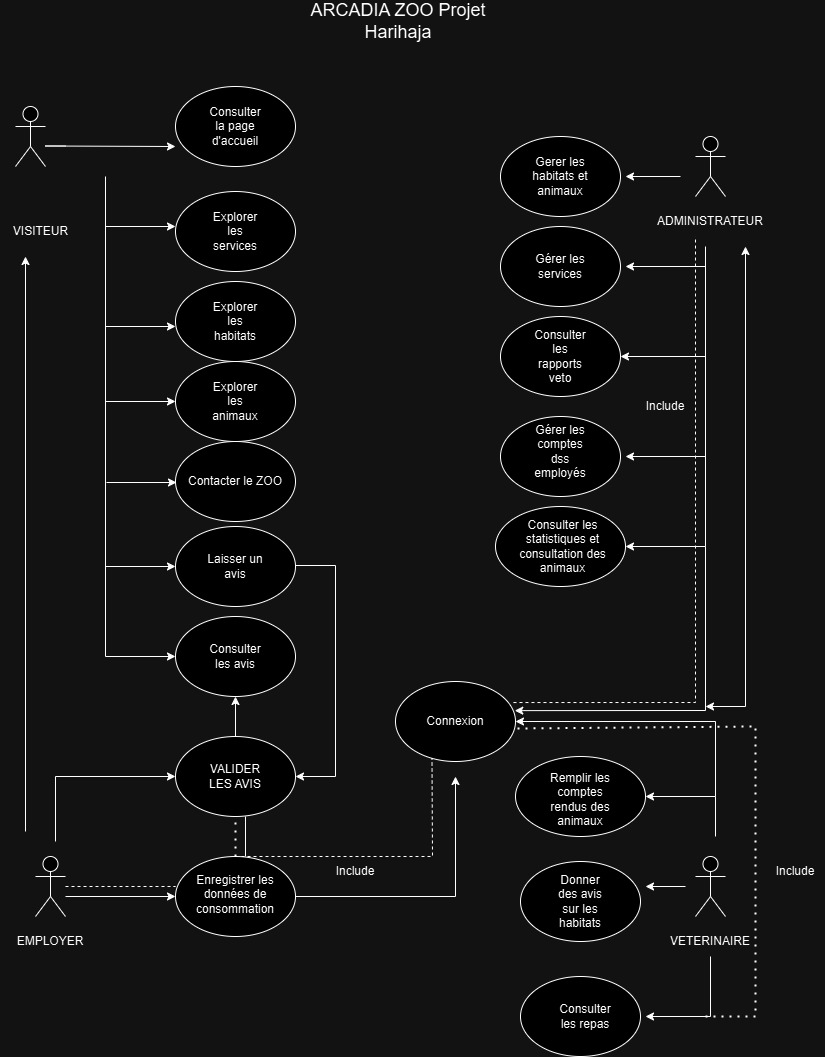 ARCADIA ZOO Projet
Harihaja
Consulter
la page
d'accueil
VISITEUR
Explorer
les
services
Explorer
les
habitats
Explorer
les
animaux
Contacter le ZOO
Laisser un
avis
Consulter
les avis
VALIDER
LES AVIS
Enregistrer les
données de
consommation
EMPLOYER
Include
Connexion
Gerer les
habitats et
animaux
ADMINISTRATEUR
Gérer les
services
Consulter
les
rapports
veto
Include
Gérer les
comptes
dss
employés
Consulter les
statistiques et
consultation des
animaux
Remplir les
comptes
rendus des
animaux
Donner
des avis
sur les
habitats
Include
VETERINAIRE
Consulter
les repas